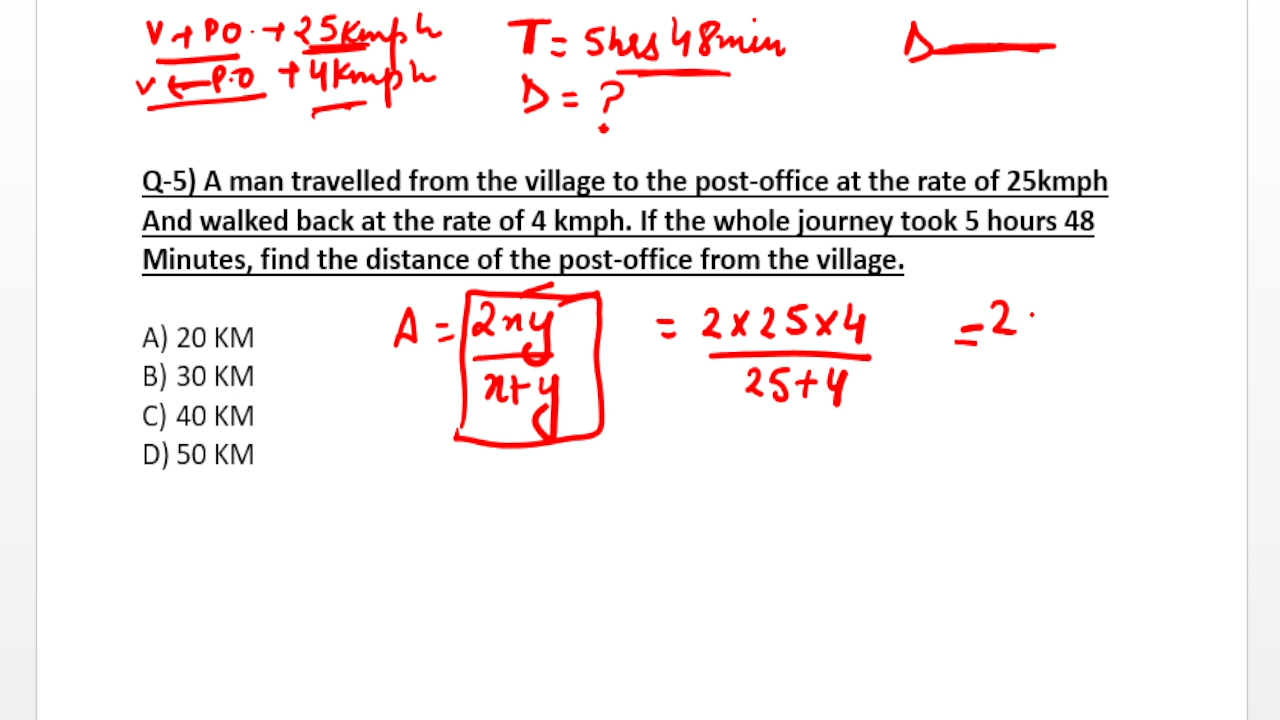 V → P.O. → 25Kmph T = 5hrs 48min D
V ← P.O → 4Kmph D = ?
Q-5) A man travelled from the village to the post-office at the rate of 25kmph
And walked back at the rate of 4 kmph. If the whole journey took 5 hours 48
Minutes, find the distance of the post-office from the village.
A) 20 KM
B) 30 KM
C) 40 KM
D) 50 KM
A = 2xy / x+y = 2×25×4 / 25+4 = 2